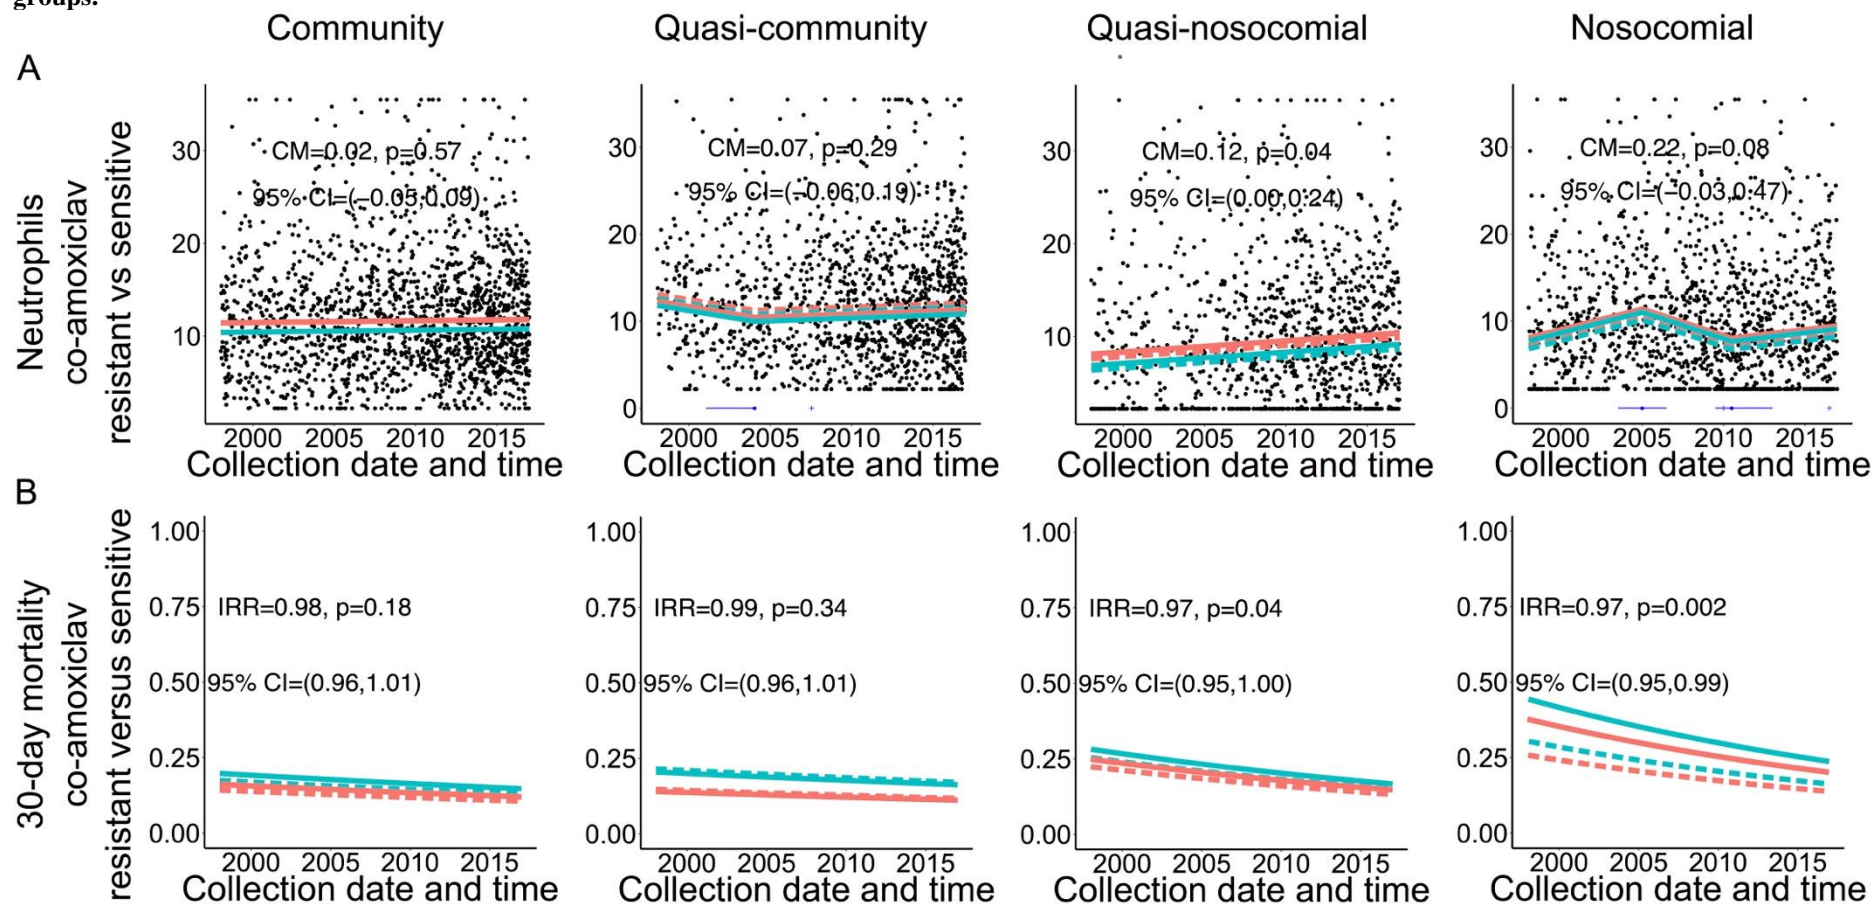 groups.
Community Quasi-community Quasi-nosocomial Nosocomial
A
Neutrophils
co-amoxiclav
resistant vs sensitive
30
20
10
CM=0.02, p=0.57
95% CI=(−0.05,0.09)
2000 2005 2010 2015
Collection date and time
30
20
10
0
CM=0.07, p=0.29
95% CI=(−0.06,0.19)
2000 2005 2010 2015
Collection date and time
30
20
10
CM=0.12, p=0.04
95% CI=(0.00,0.24)
2000 2005 2010 2015
Collection date and time
30
20
10
0
CM=0.22, p=0.08
95% CI=(−0.03,0.47)
2000 2005 2010 2015
Collection date and time
B
30-day mortality
co-amoxiclav
resistant versus sensitive
1.00
0.75
0.50
0.25
0.00
IRR=0.98, p=0.18
95% CI=(0.96,1.01)
2000 2005 2010 2015
Collection date and time
1.00
0.75
0.50
0.25
0.00
IRR=0.99, p=0.34
95% CI=(0.96,1.01)
2000 2005 2010 2015
Collection date and time
1.00
0.75
0.50
0.25
0.00
IRR=0.97, p=0.04
95% CI=(0.95,1.00)
2000 2005 2010 2015
Collection date and time
1.00
0.75
0.50
0.25
0.00
IRR=0.97, p=0.002
95% CI=(0.95,0.99)
2000 2005 2010 2015
Collection date and time